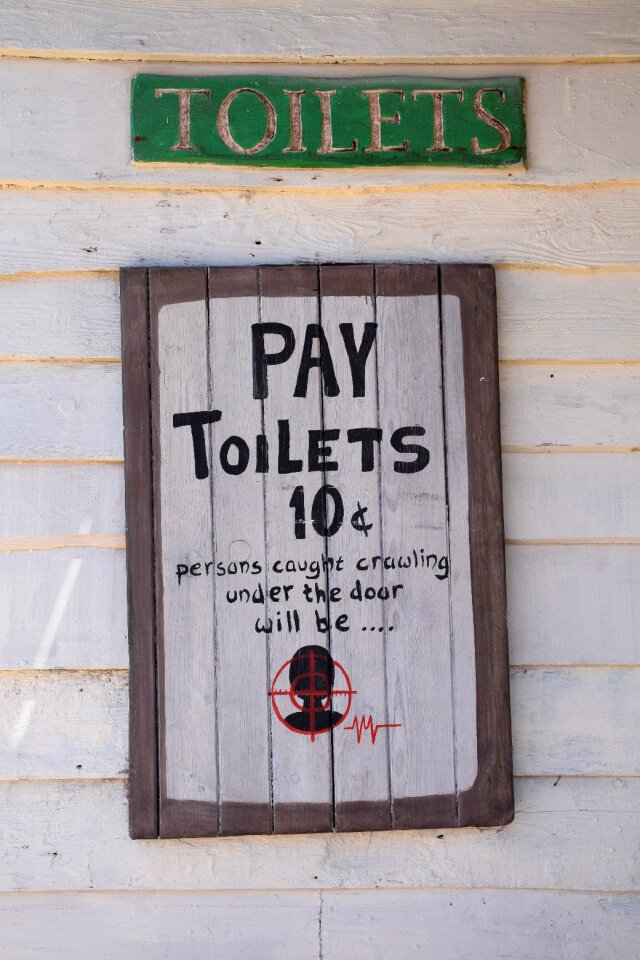 TOILETS
PAY
TOILETS
10¢
persons caught crawling
under the door
will be ....